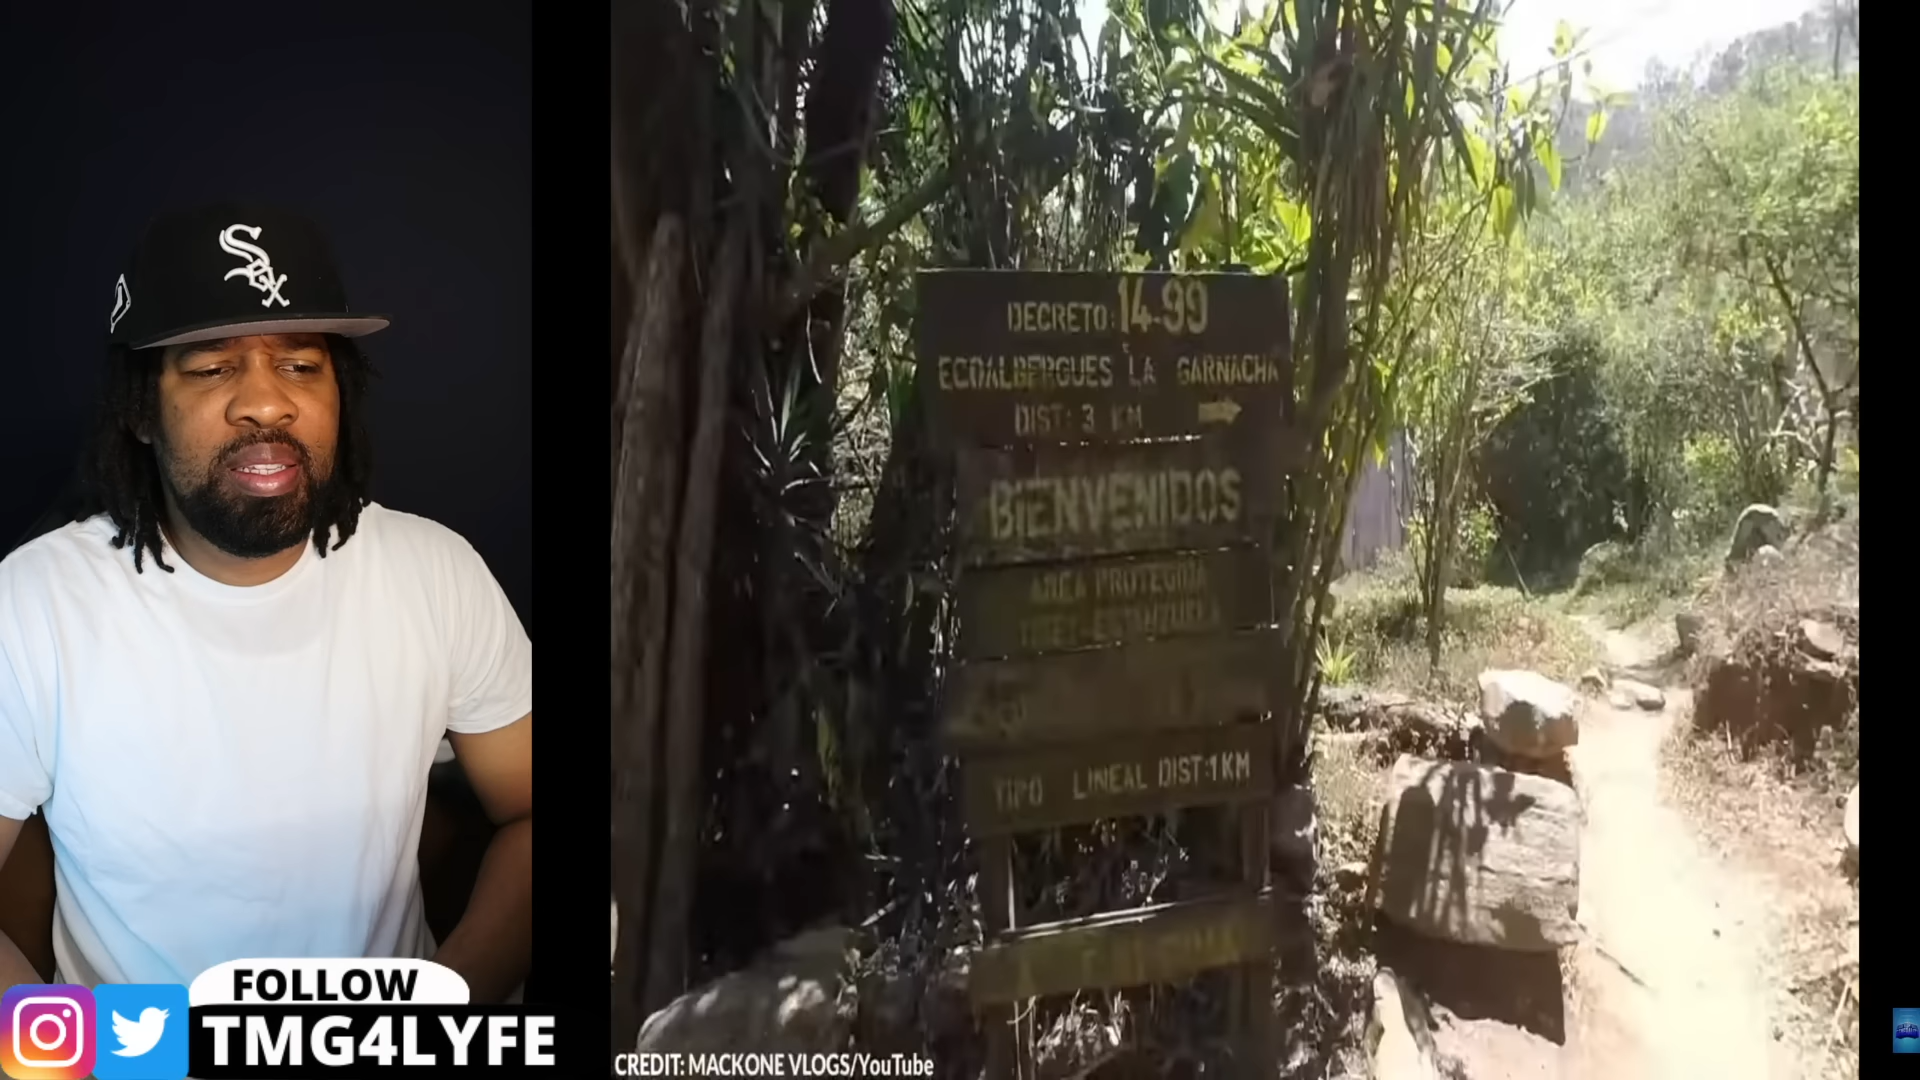 Sox
DECRETO: 14-99
ECOALBERGUES LA GARNACHA
DIST: 3 KM
BIENVENIDOS
AREA PROTEGIDA
TIPO LINEAL DIST: 1 KM
FOLLOW
TMG4LYFE
CREDIT: MACKONE VLOGS/YouTube